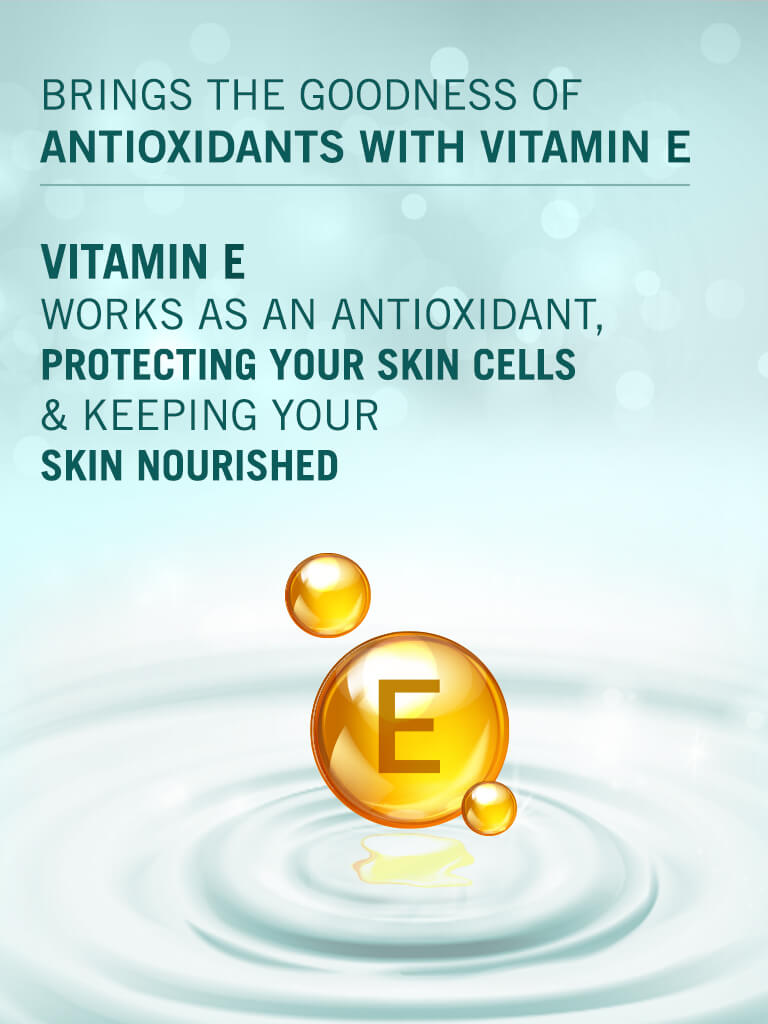 BRINGS THE GOODNESS OF
ANTIOXIDANTS WITH VITAMIN E
VITAMIN E
WORKS AS AN ANTIOXIDANT,
PROTECTING YOUR SKIN CELLS
& KEEPING YOUR
SKIN NOURISHED
E